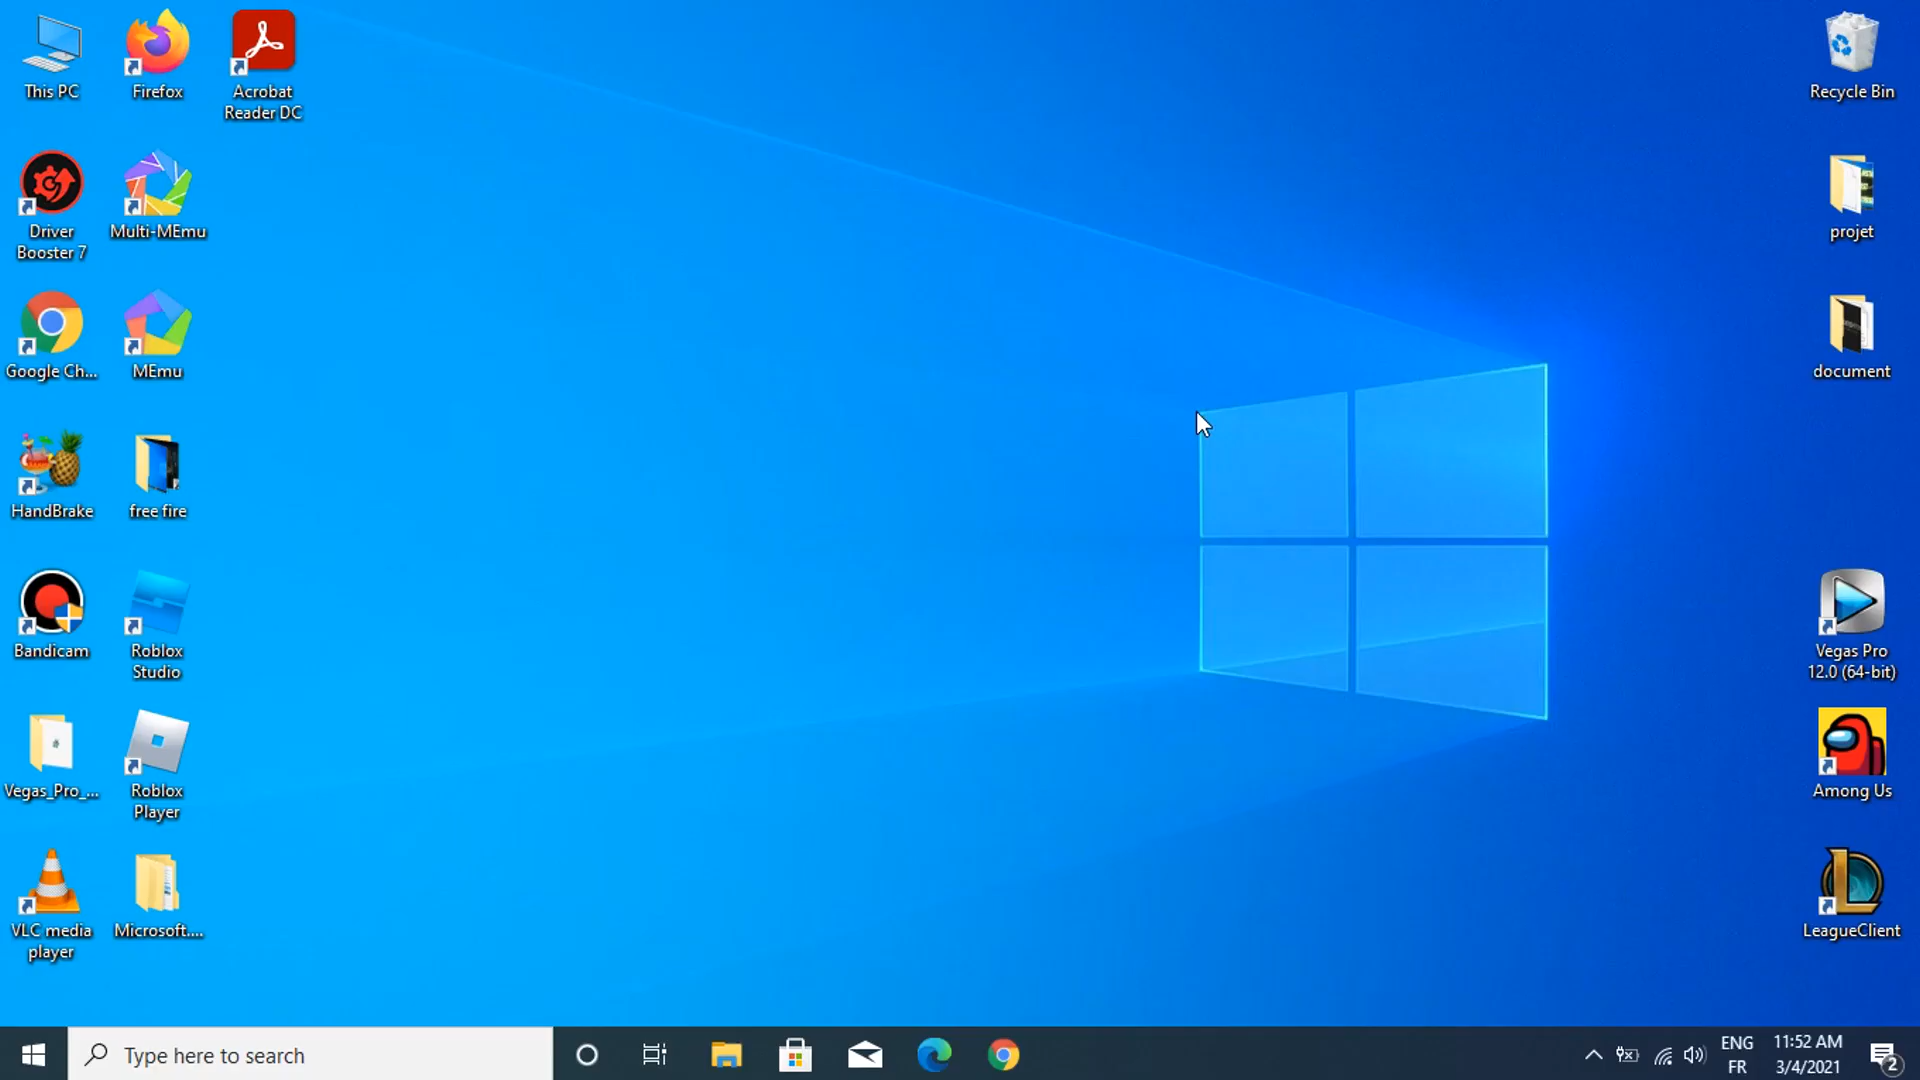 This PC
Firefox
Acrobat
Reader DC
Recycle Bin
Driver
Booster 7
Multi-MEmu
projet
Google Ch...
MEmu
document
HandBrake
free fire
Bandicam
Roblox
Studio
Vegas Pro
12.0 (64-bit)
Vegas_Pro_...
Roblox
Player
Among Us
VLC media
player
Microsoft....
LeagueClient
Type here to search
ENG
FR
11:52 AM
3/4/2021
2